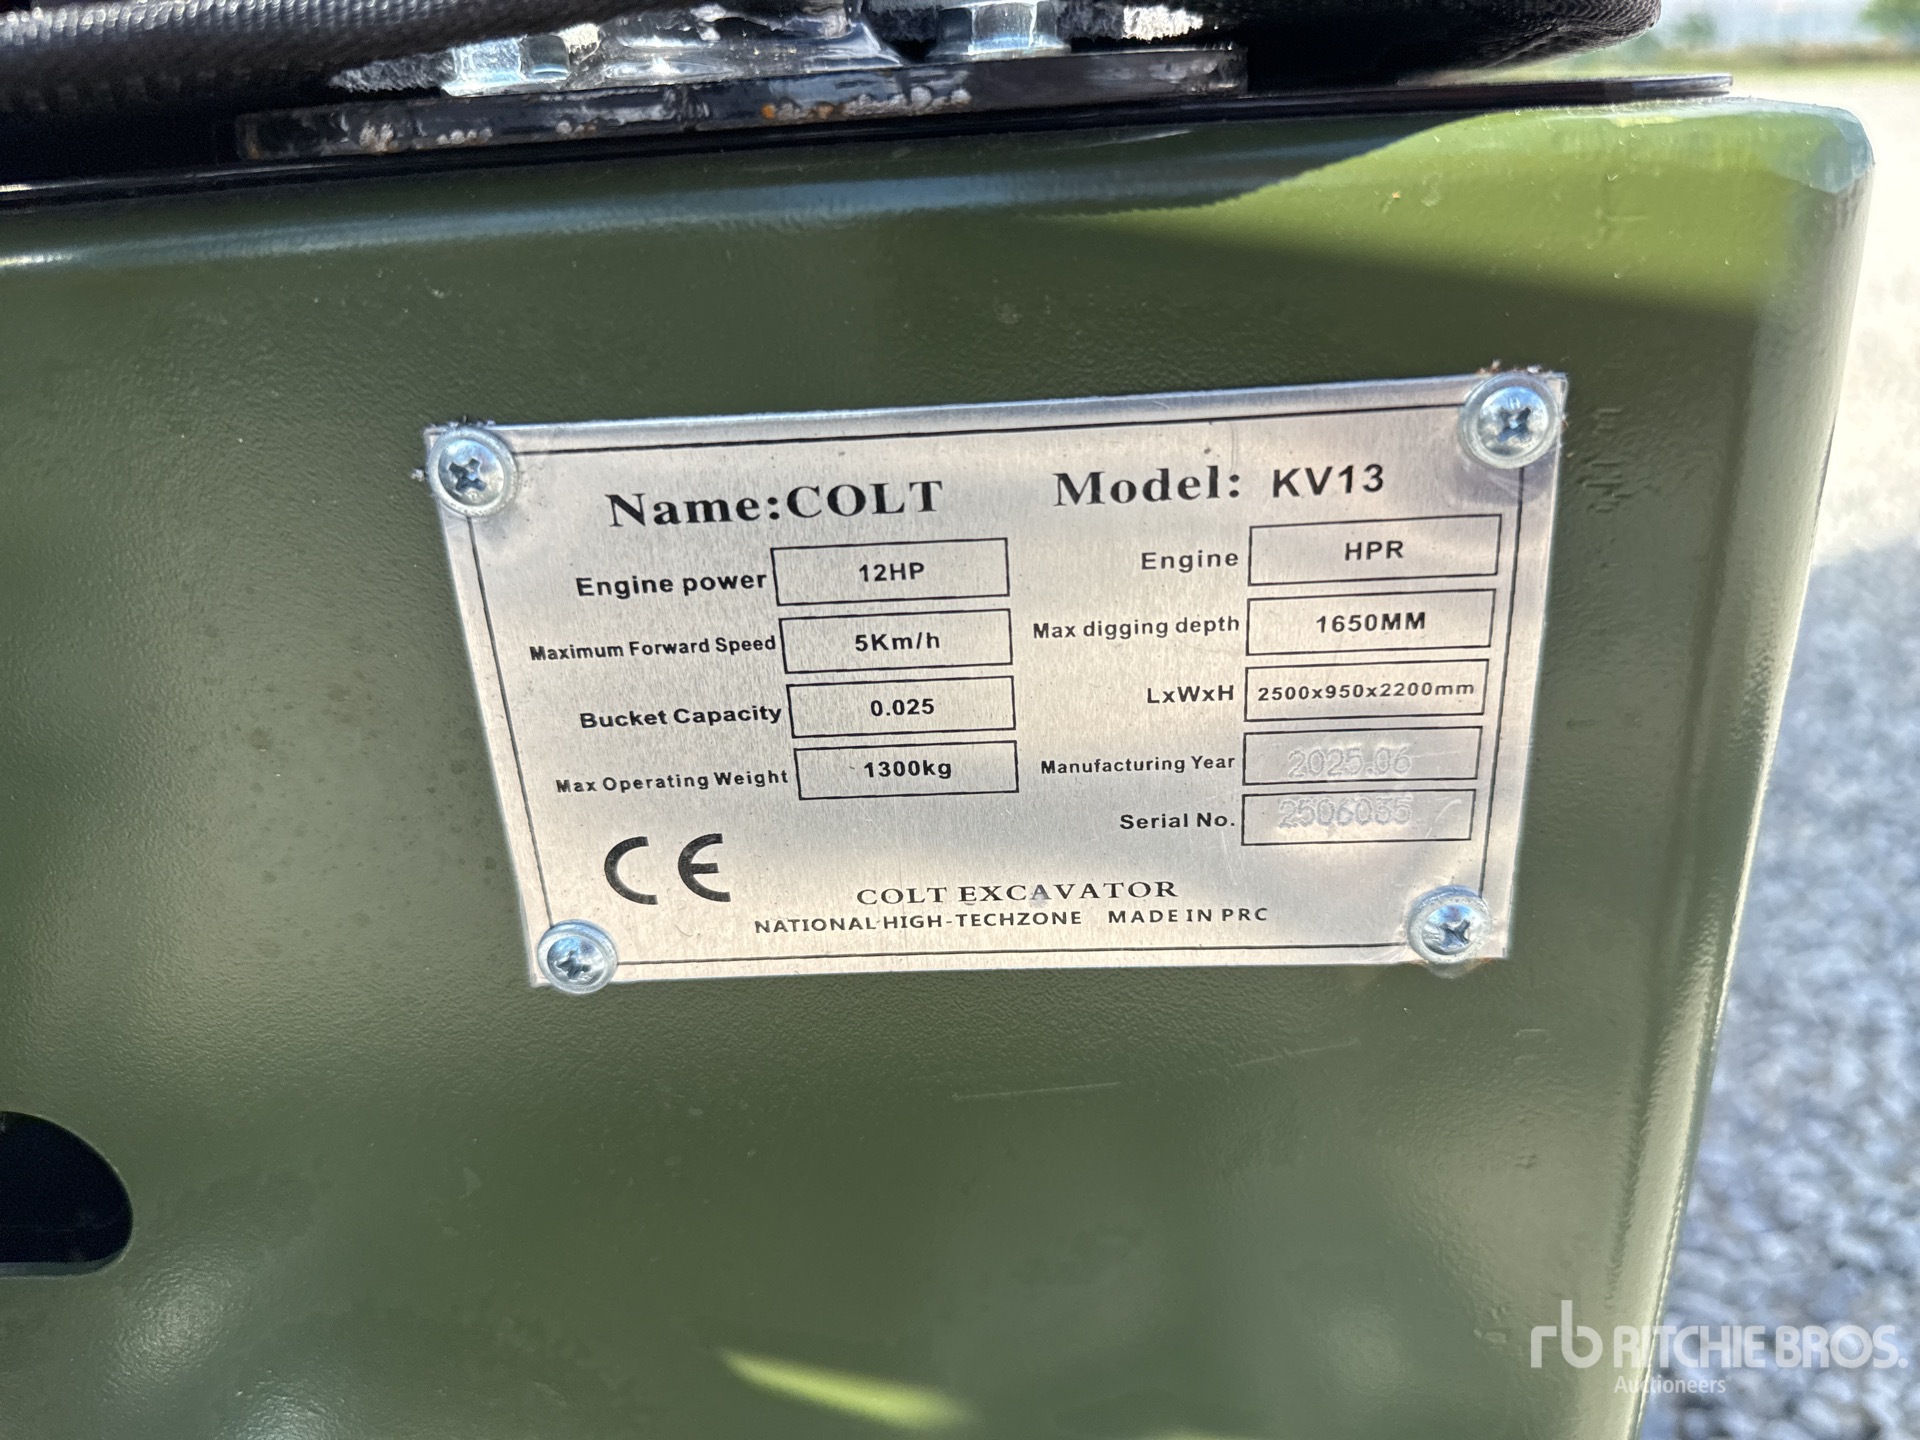 Name:COLT Model: KV13
Engine power 12HP Engine HPR
Maximum Forward Speed 5Km/h Max digging depth 1650MM
Bucket Capacity 0.025 LxWxH 2500x950x2200mm
Max Operating Weight 1300kg Manufacturing Year 2025.06
Serial No. 2506035
CE
COLT EXCAVATOR
NATIONAL HIGH-TECHZONE MADE IN PRC
rb RITCHIE BROS.
Auctioneers